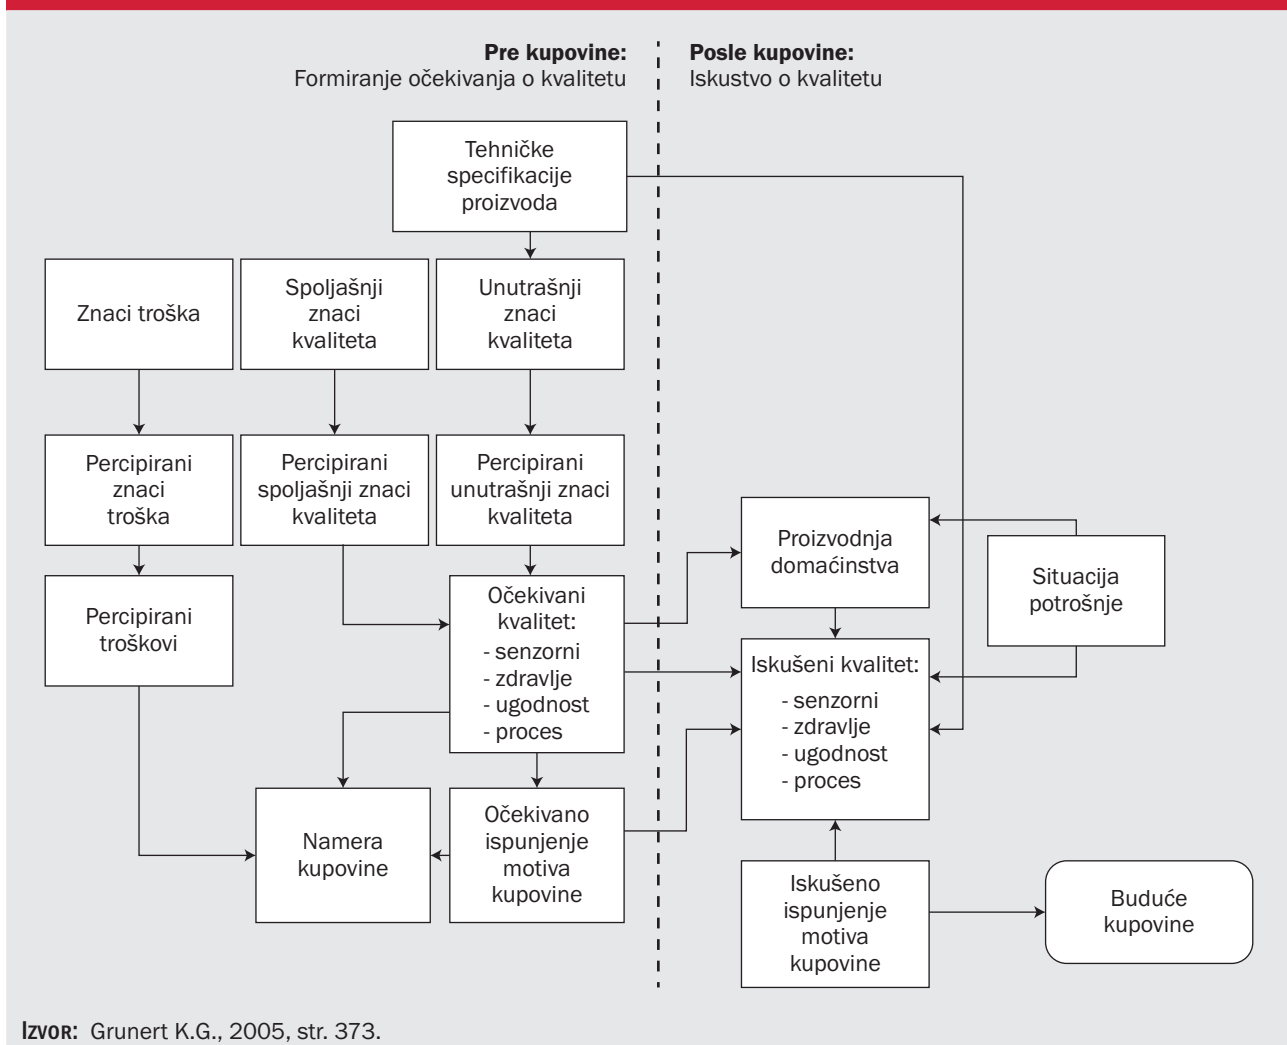 Pre kupovine:
Formiranje očekivanja o kvalitetu
Posle kupovine:
Iskustvo o kvalitetu
Tehničke
specifikacije
proizvoda
Znaci troška
Spoljašnji
znaci
kvaliteta
Unutrašnji
znaci
kvaliteta
Percipirani
znaci
troška
Percipirani
spoljašnji znaci
kvaliteta
Percipirani
unutrašnji znaci
kvaliteta
Proizvodnja
domaćinstva
Situacija
potrošnje
Percipirani
troškovi
Očekivani
kvalitet:
- senzorni
- zdravlje
- ugodnost
- proces
Iskušeni kvalitet:
- senzorni
- zdravlje
- ugodnost
- proces
Namera
kupovine
Očekivano
ispunjenje
motiva
kupovine
Iskušeno
ispunjenje
motiva
kupovine
Buduće
kupovine
IZVOR: Grunert K.G., 2005, str. 373.